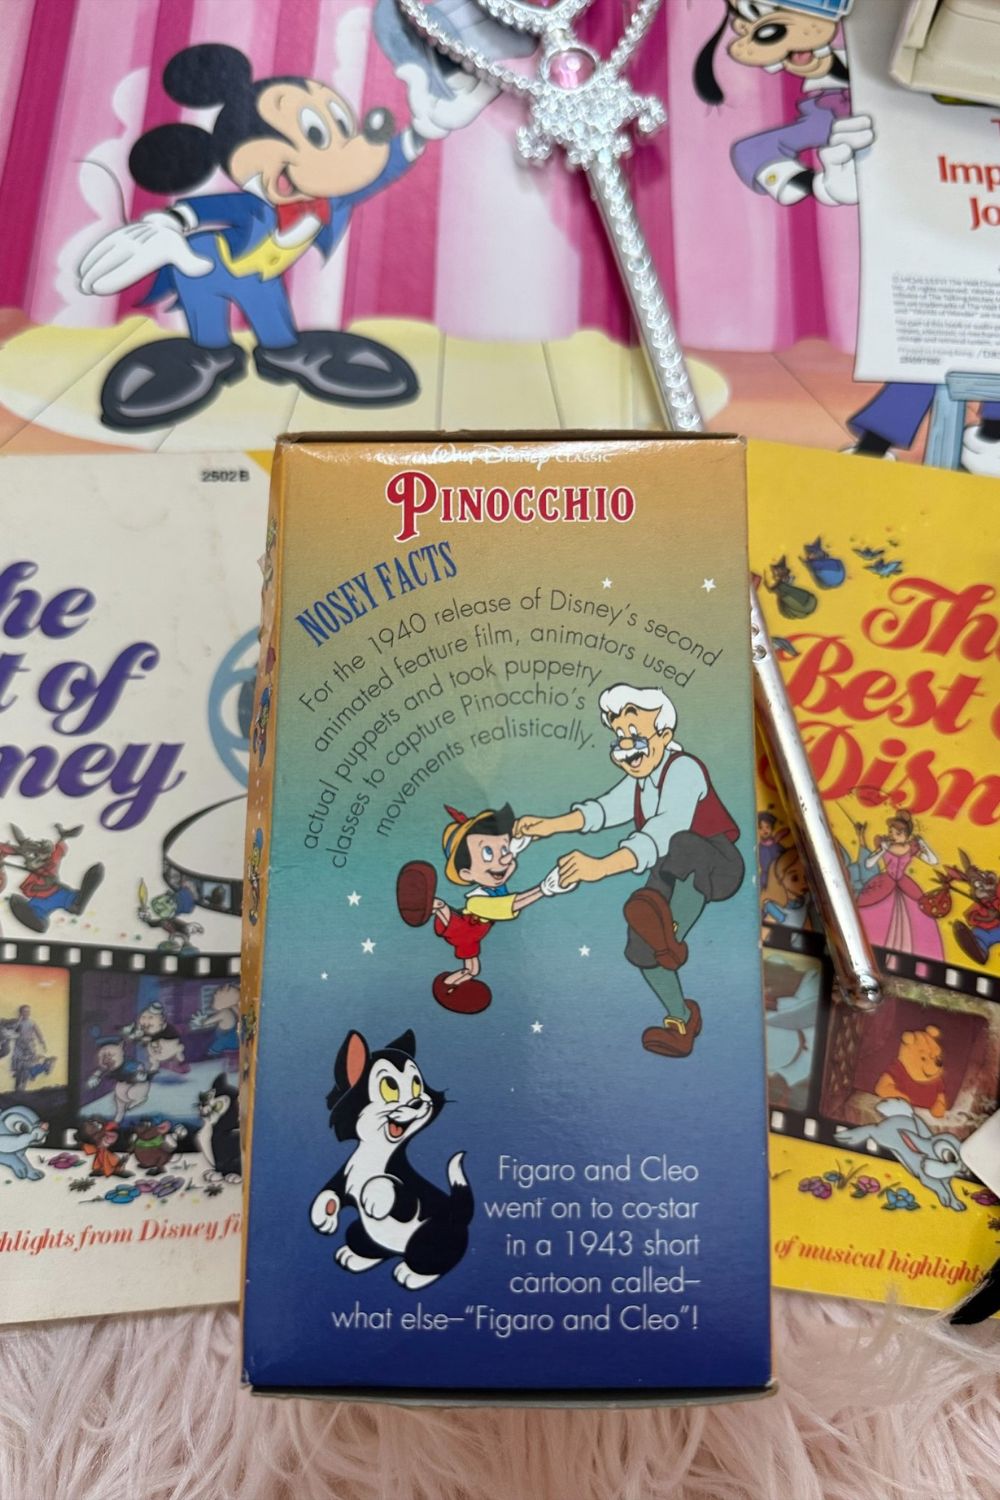 Imp
Jo
2502 B
Walt Disney Classic
PINOCCHIO
NOSEY FACTS
For the 1940 release of Disney's second
animated feature film, animators used
actual puppets and took puppetry
classes to capture Pinocchio's
movements realistically.
he
t of
ney
The
Best
Disn
Figaro and Cleo
went on to co-star
in a 1943 short
cartoon called–
what else–"Figaro and Cleo"!
hlights from Disney fi
of musical highlights